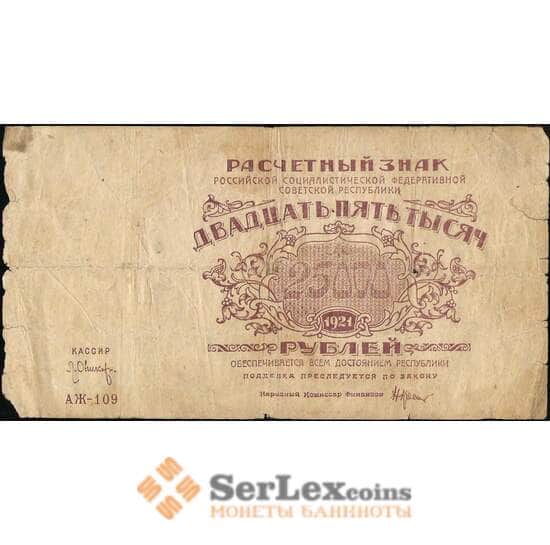 РАСЧЕТНЫЙ ЗНАК
РОССИЙСКОЙ СОЦИАЛИСТИЧЕСКОЙ ФЕДЕРАТИВНОЙ
СОВЕТСКОЙ РЕСПУБЛИКИ
ДВАДЦАТЬ-ПЯТЬ ТЫСЯЧ
25000
1921
РУБЛЕЙ
ОБЕСПЕЧИВАЕТСЯ ВСЕМ ДОСТОЯНИЕМ РЕСПУБЛИКИ
ПОДДЕЛКА ПРЕСЛЕДУЕТСЯ ПО ЗАКОНУ
Народный Комиссар Финансов
КАССИР
АЖ-109
SerLexcoins
МОНЕТЫ БАНКНОТЫ